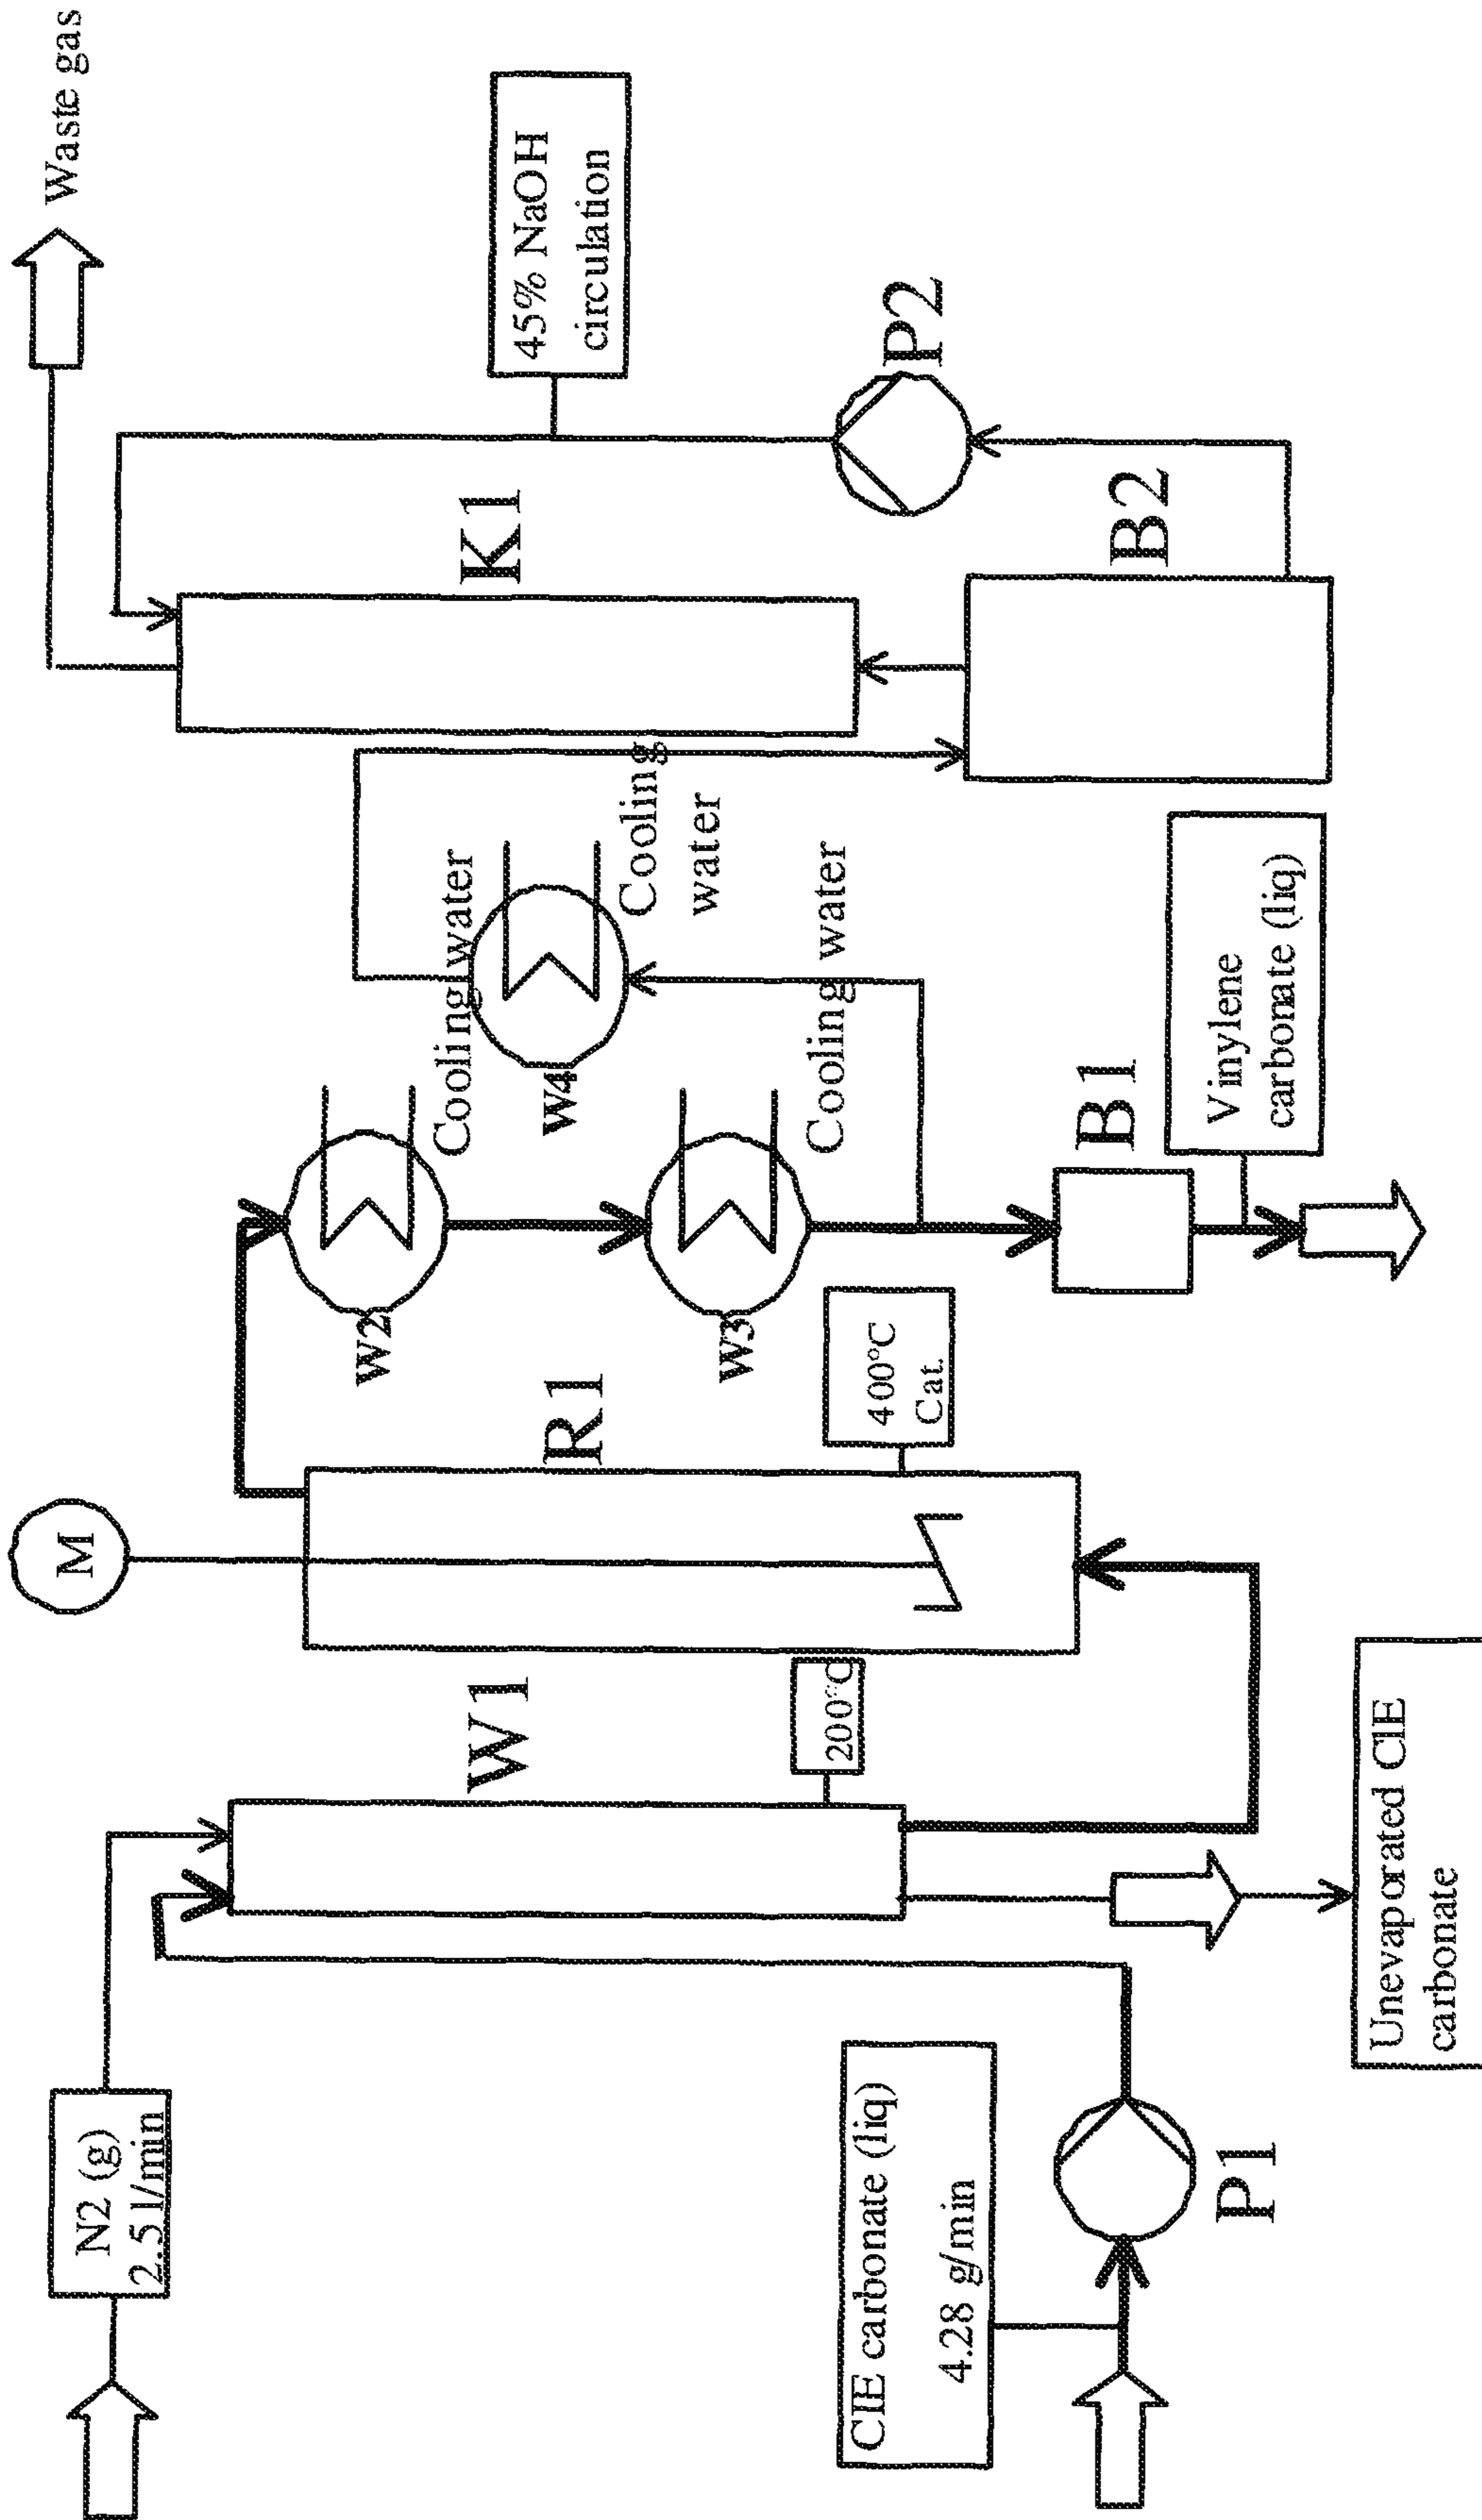 N2 (g)
2.5 l/min
ClE carbonate (liq)
4.28 g/min
P1
W1
200°C
Unevaporated ClE
carbonate
M
R1
400°C
Cat.
W2
Cooling water
W3
Cooling water
W4
Cooling
water
B1
Vinylene
carbonate (liq)
K1
B2
P2
45% NaOH
circulation
Waste gas